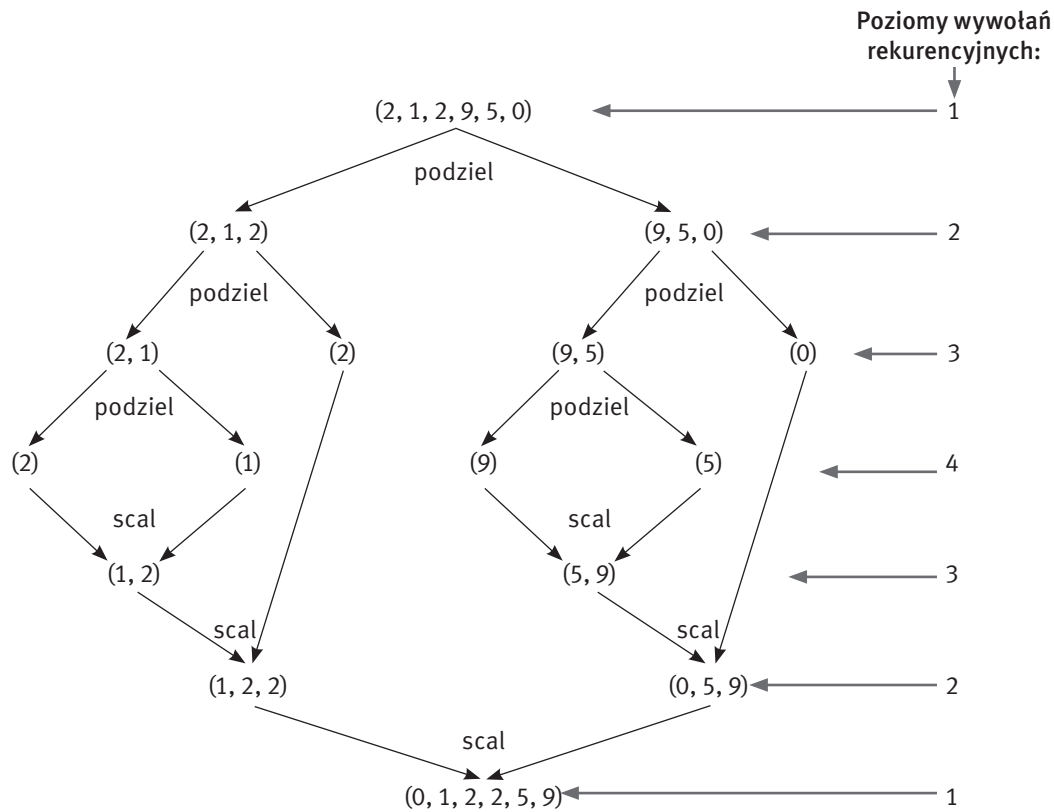 Poziomy wywołań
rekurencyjnych:
(2, 1, 2, 9, 5, 0) 1
podziel
(2, 1, 2) (9, 5, 0) 2
podziel podziel
(2, 1) (2) (9, 5) (0) 3
podziel podziel
(2) (1) (9) (5) 4
scal scal
(1, 2) (5, 9) 3
scal scal
(1, 2, 2) (0, 5, 9) 2
scal
(0, 1, 2, 2, 5, 9) 1